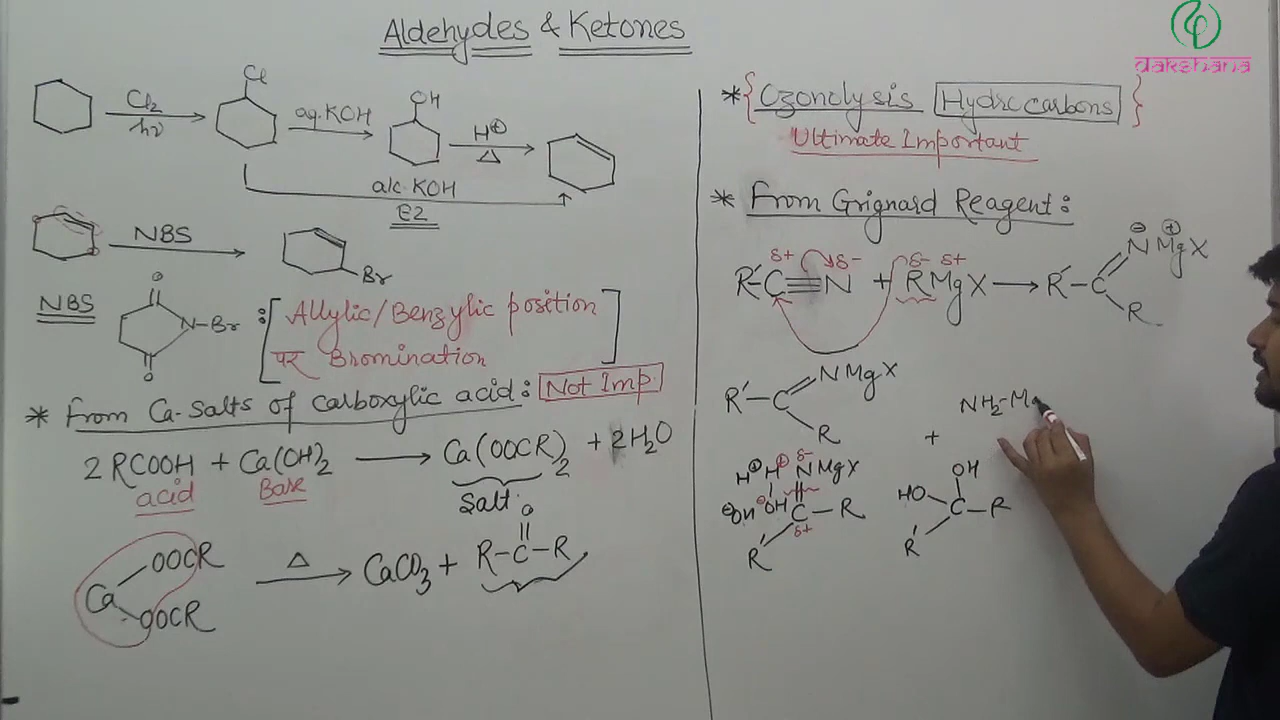 Aldehydes & Ketones
dakshana
Cl
Cl2
hν
aq.KOH
OH
H⊕
Δ
alc.KOH
E2
NBS
Br
NBS
O
N-Br
O
: [Allylic/Benzylic position
पर Bromination]
* From Ca-Salts of carboxylic acid: Not Imp.
2 RCOOH + Ca(OH)2 ⟶ Ca(OOCR)2 + 2H2O
acid
Base
Salt
Ca
OOCR
OOCR
Δ
CaCO3 + R-C-R
O
* {Ozonolysis Hydrocarbons}
Ultimate Important
* From Grignard Reagent:
δ+ δ- δ- δ+
R'-C≡N + RMgX ⟶ R'-C
N⊖ ⊕MgX
R
R'-C
NMgX
R
H⊕ H⊕ δ-
NMgX
⊖OH ⊖OH C-R
δ+
R'
+
NH2-Mg
OH
HO
C-R
R'